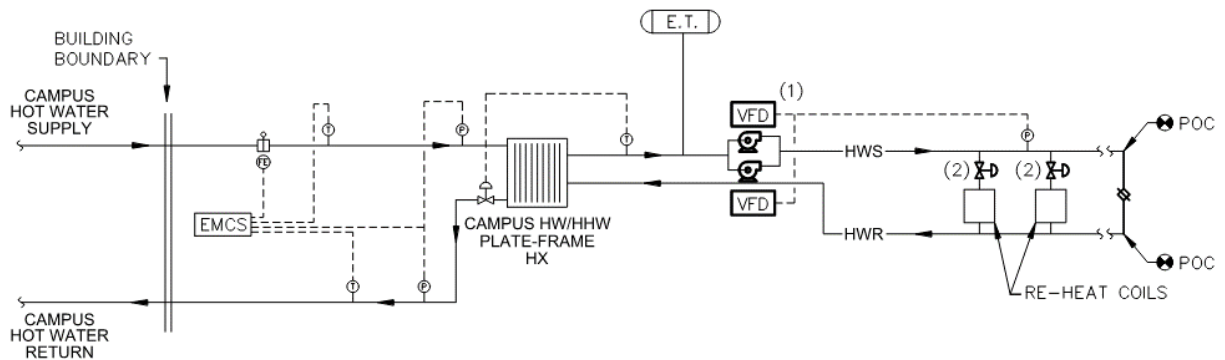 E.T.
BUILDING
BOUNDARY
CAMPUS
HOT WATER
SUPPLY
(1)
VFD
T
P
T
P
POC
FE
HWS
(2)
(2)
EMCS
VFD
CAMPUS HW/HHW
PLATE-FRAME
HX
HWR
T
P
POC
RE-HEAT COILS
CAMPUS
HOT WATER
RETURN